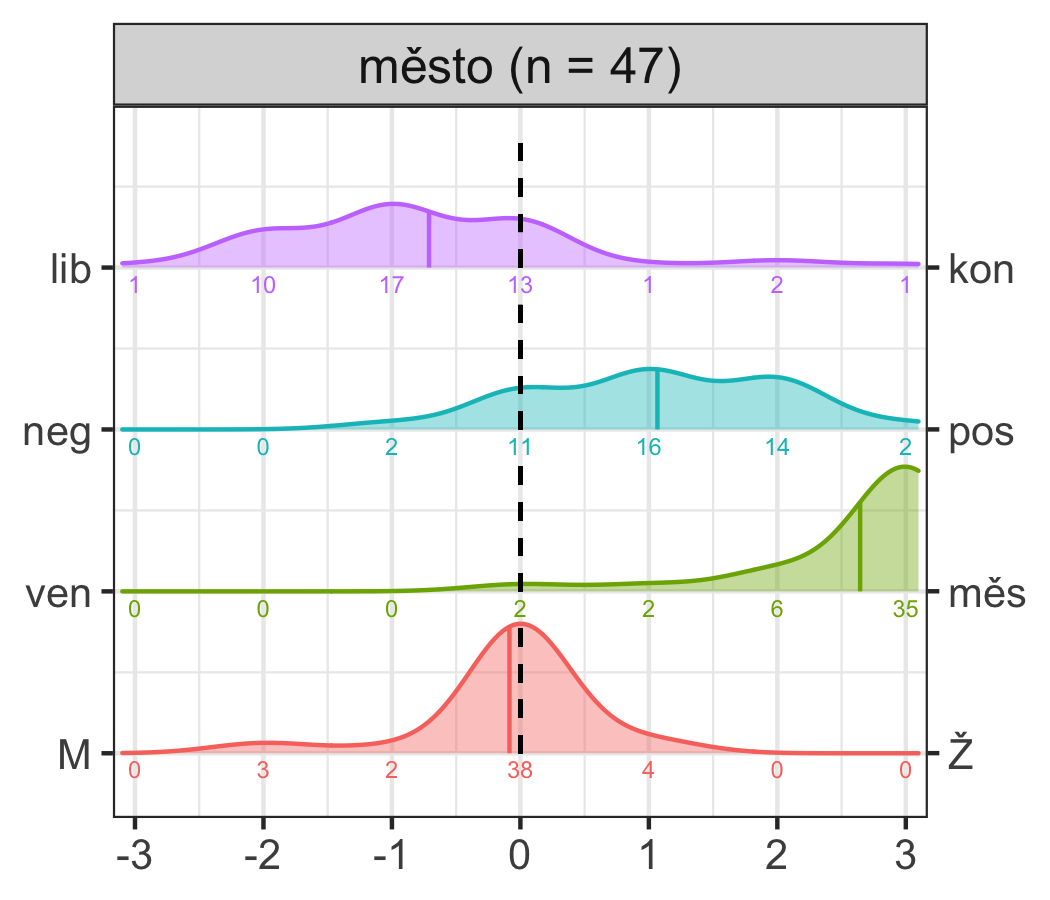 město (n = 47)
lib kon
1 10 17 13 1 2 1
neg pos
0 0 2 11 16 14 2
ven měs
0 0 0 2 2 6 35
M Ž
0 3 2 38 4 0 0
-3 -2 -1 0 1 2 3